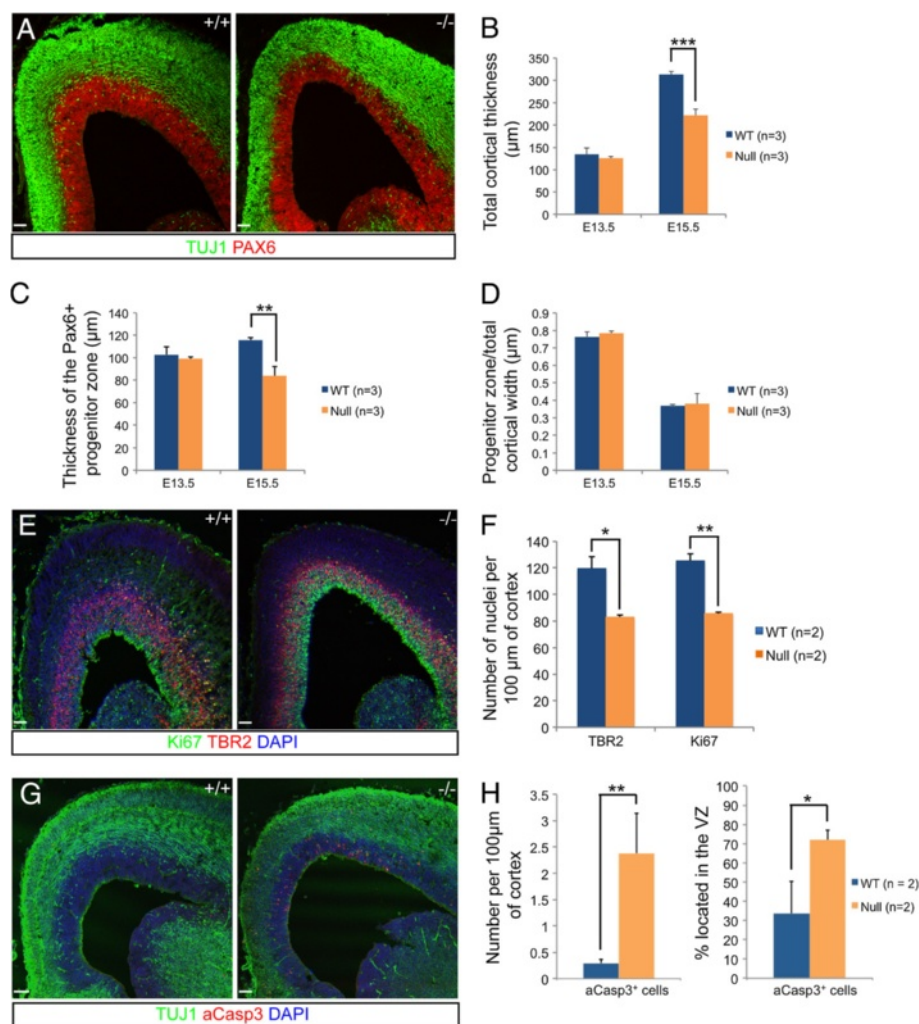 A
+/+
-/-
TUJ1 PAX6
B
Total cortical thickness
(µm)
350
300
250
200
150
100
50
0
***
E13.5
E15.5
WT (n=3)
Null (n=3)
C
Thickness of the Pax6+
progenitor zone (µm)
140
120
100
80
60
40
20
0
**
E13.5
E15.5
WT (n=3)
Null (n=3)
D
Progenitor zone/total
cortical width (µm)
0.9
0.8
0.7
0.6
0.5
0.4
0.3
0.2
0.1
0
E13.5
E15.5
WT (n=3)
Null (n=3)
E
+/+
-/-
Ki67 TBR2 DAPI
F
Number of nuclei per
100 µm of cortex
140
120
100
80
60
40
20
0
*
**
TBR2
Ki67
WT (n=2)
Null (n=2)
G
+/+
-/-
TUJ1 aCasp3 DAPI
H
Number per 100µm
of cortex
3.5
3
2.5
2
1.5
1
0.5
0
**
aCasp3⁺ cells
% located in the VZ
100
90
80
70
60
50
40
30
20
10
0
*
aCasp3⁺ cells
WT (n = 2)
Null (n=2)